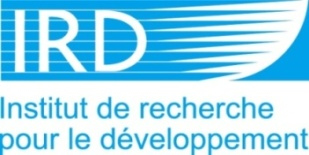 IRD
Institut de recherche
pour le développement